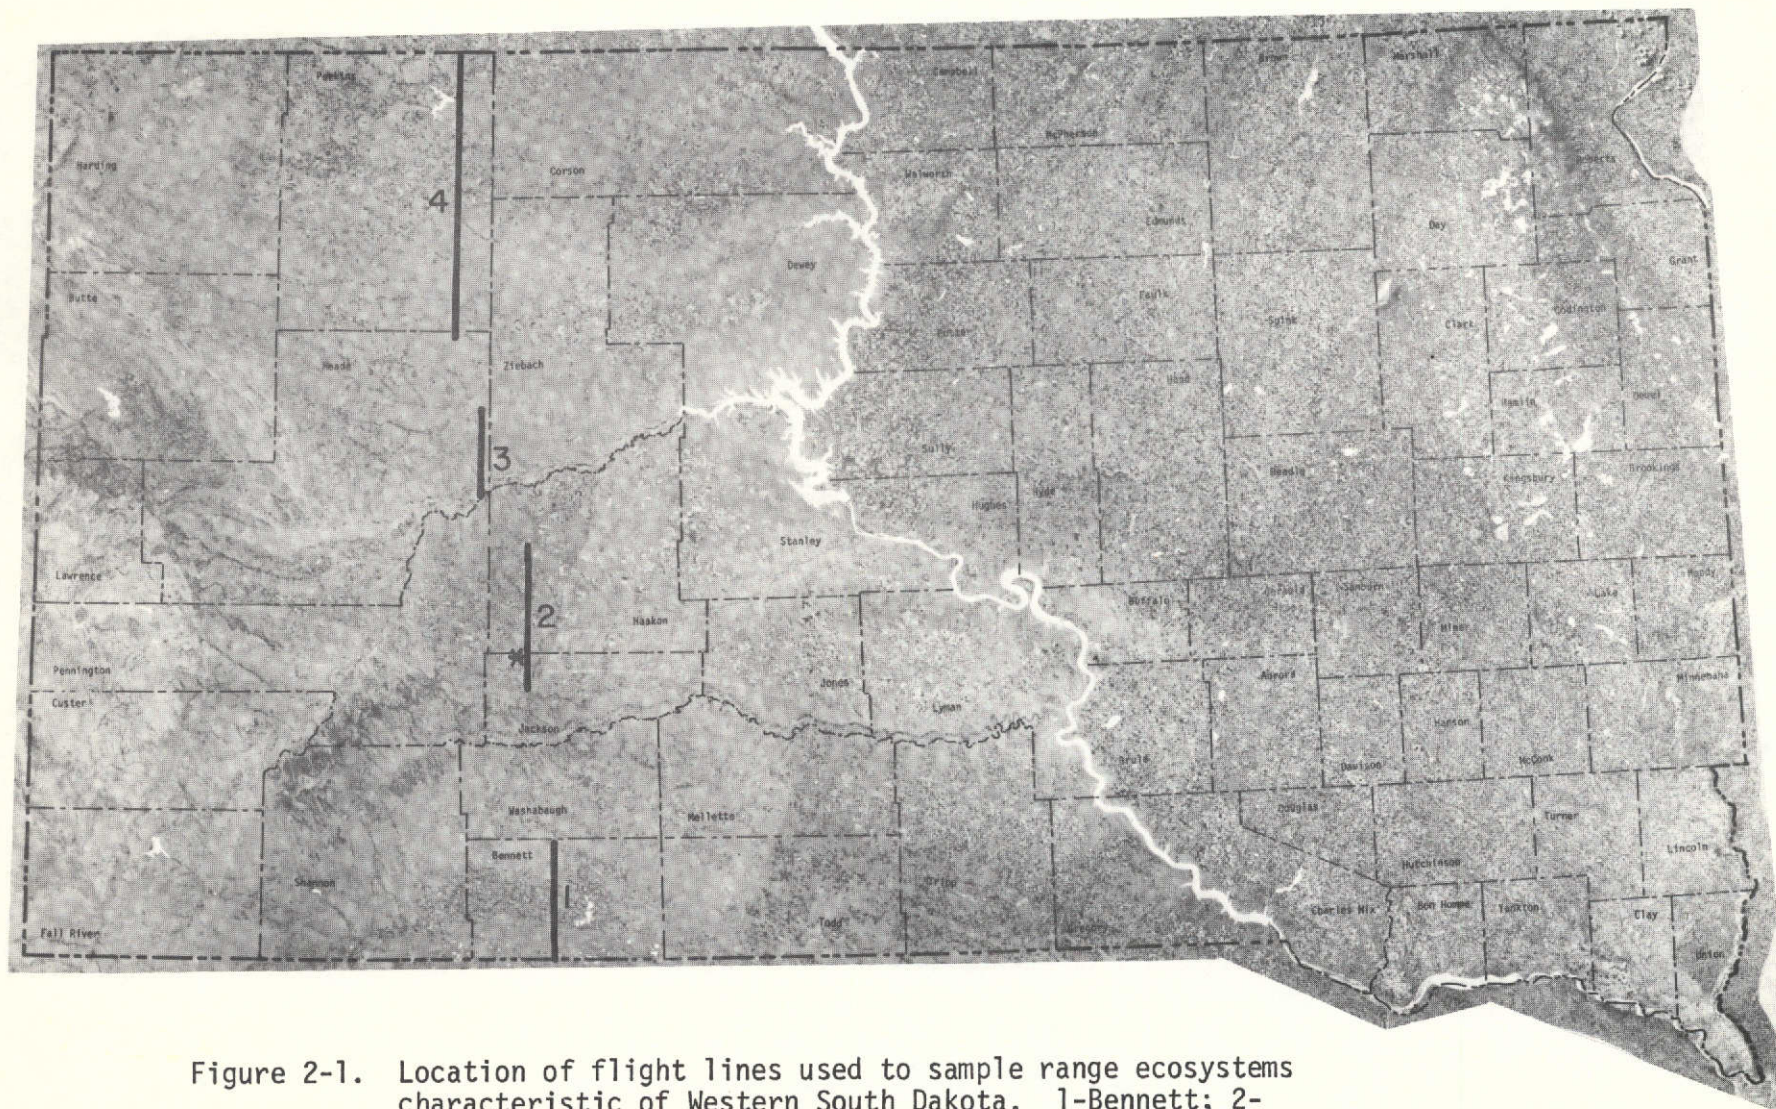 Perkins
Campbell
Brown
Marshall
McPherson
Harding
Corson
Walworth
Roberts
4
Edmunds
Day
Dewey
Grant
Butte
Faulk
Codington
Potter
Spink
Clark
Meade
Ziebach
Hand
Hamlin
Deuel
3
Sully
Beadle
Kingsbury
Brookings
Hyde
Hughes
Stanley
Lawrence
Moody
Buffalo
Jerauld
Sanborn
Lake
2
Haakon
Miner
*
Pennington
Jones
Aurora
Minnehaha
Custer
Lyman
Hanson
Jackson
Brule
Davison
McCook
Washabaugh
Mellette
Douglas
Turner
Bennett
Hutchinson
Lincoln
Shannon
Tripp
1
Charles Mix
Bon Homme
Yankton
Clay
Fall River
Todd
Gregory
Union
Figure 2-1. Location of flight lines used to sample range ecosystems
characteristic of Western South Dakota. 1-Bennett; 2-